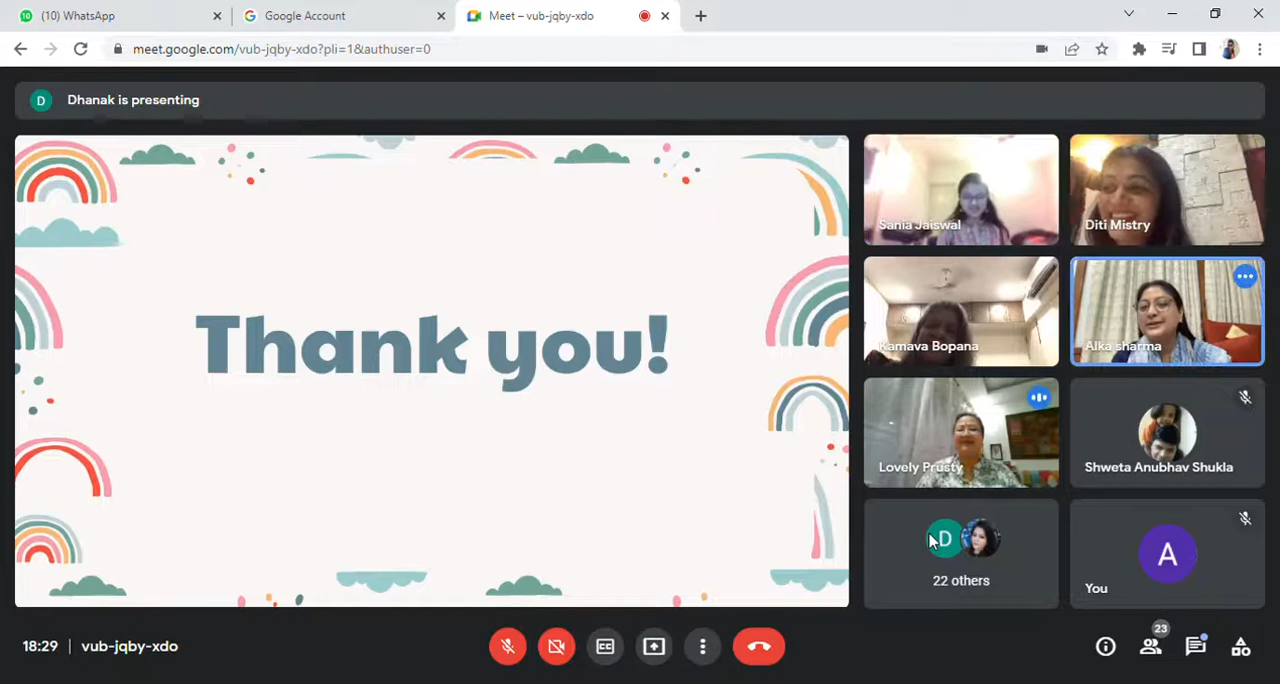 (10) WhatsApp
Google Account
Meet – vub-jqby-xdo
meet.google.com/vub-jqby-xdo?pli=1&authuser=0
D
Dhanak is presenting
Thank you!
Sania Jaiswal
Diti Mistry
Kamava Bopana
Alka sharma
Lovely Prusty
Shweta Anubhav Shukla
D
22 others
A
You
18:29 | vub-jqby-xdo
CC
23